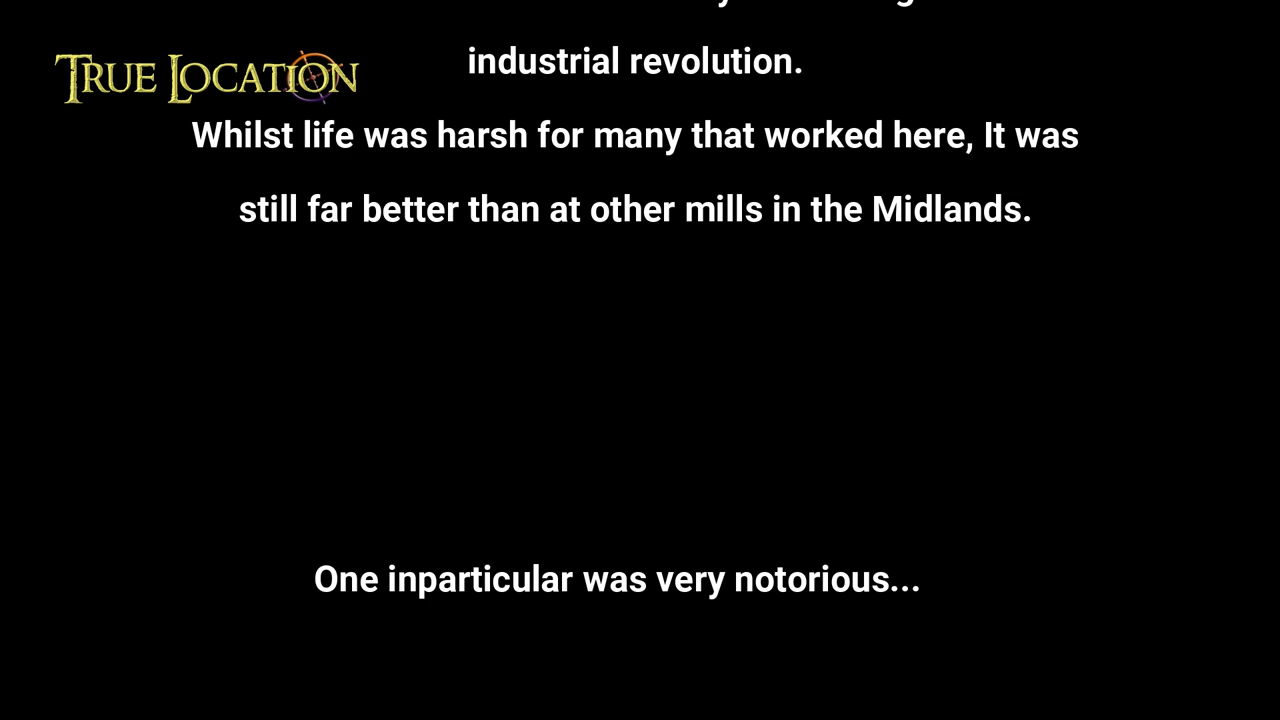 industrial revolution.
TRUE LOCATION
Whilst life was harsh for many that worked here, It was
still far better than at other mills in the Midlands.
One inparticular was very notorious...